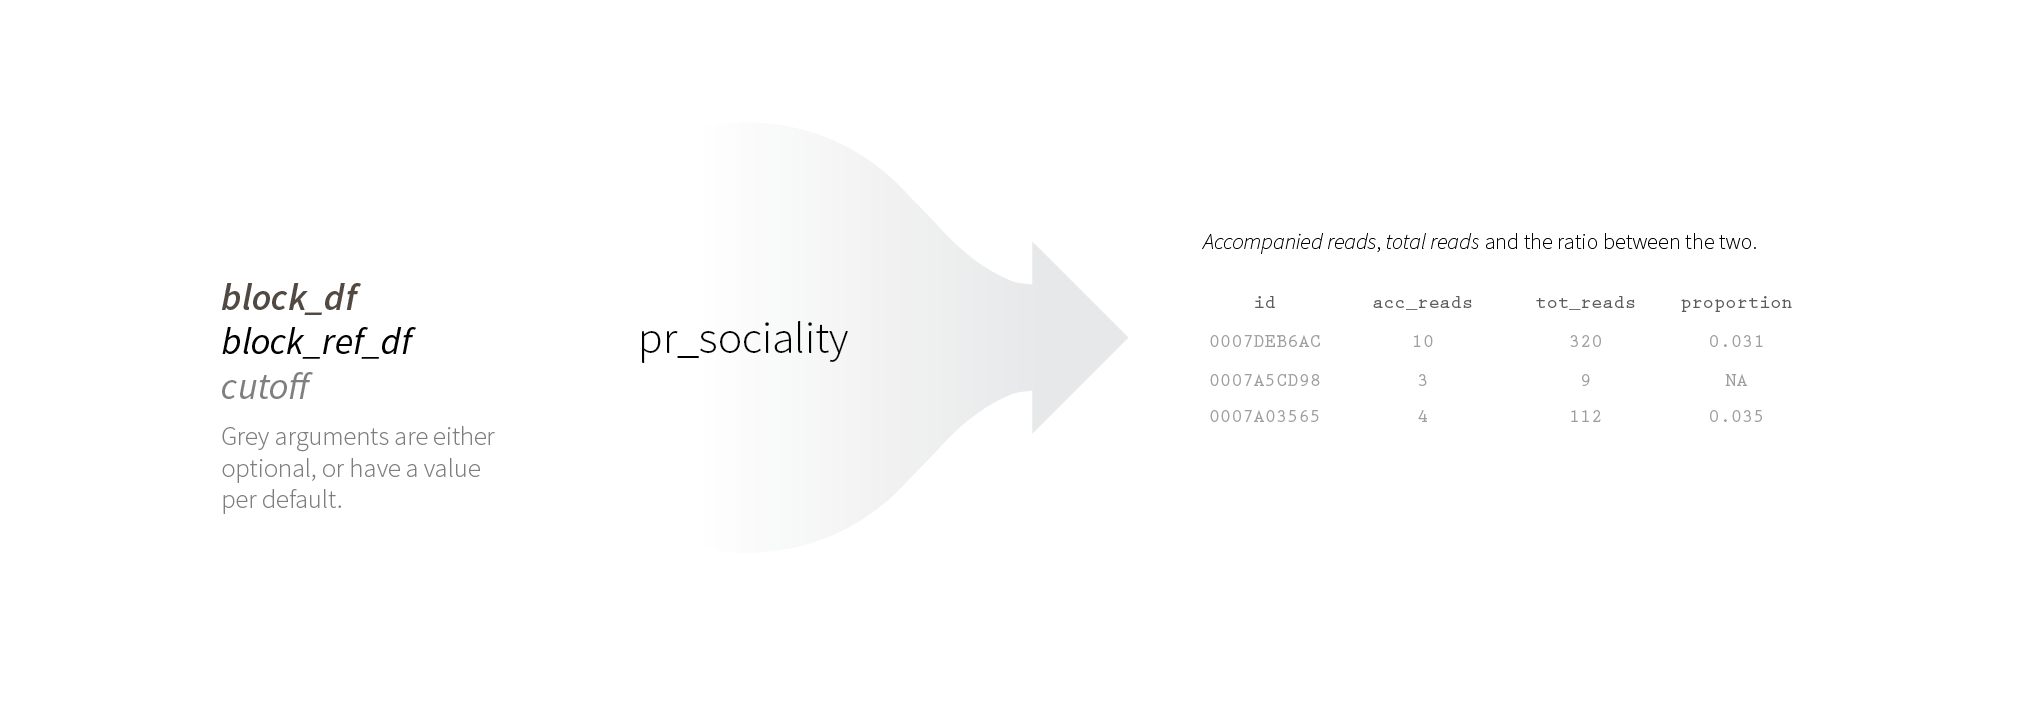 block_df
block_ref_df
cutoff
Grey arguments are either
optional, or have a value
per default.
pr_sociality
Accompanied reads, total reads and the ratio between the two.
id acc_reads tot_reads proportion
0007DEB6AC 10 320 0.031
0007A5CD98 3 9 NA
0007A03565 4 112 0.035